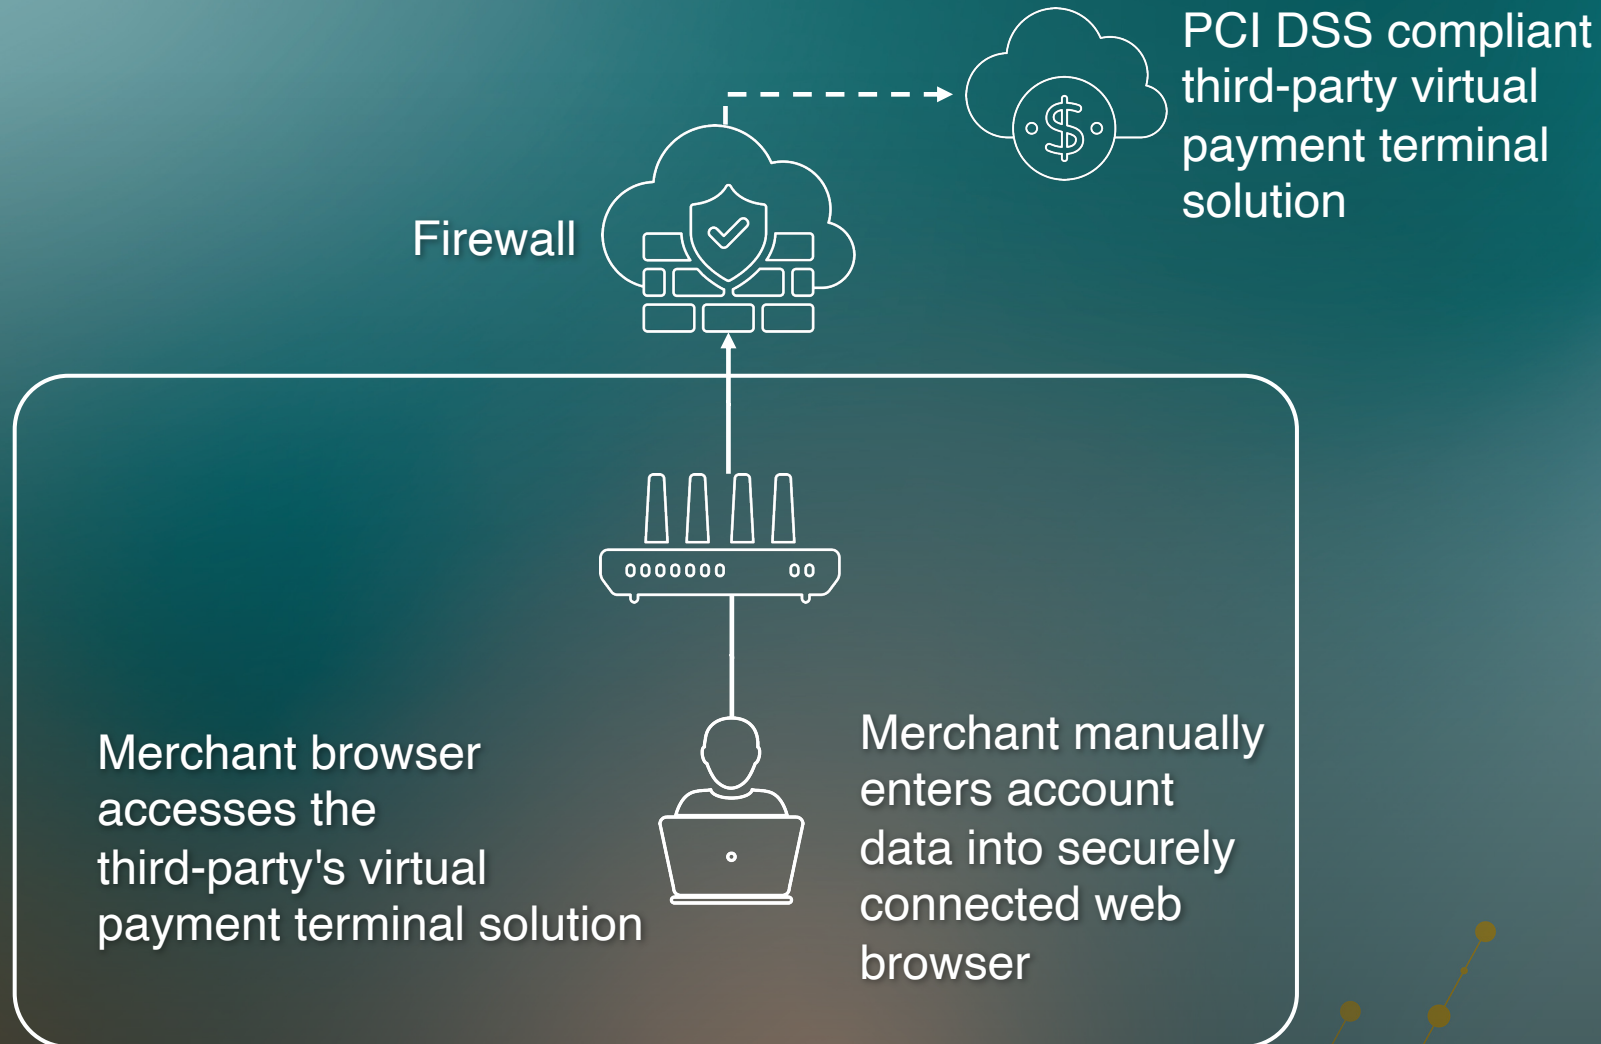 PCI DSS compliant
third-party virtual
payment terminal
solution
Firewall
Merchant browser
accesses the
third-party's virtual
payment terminal solution
Merchant manually
enters account
data into securely
connected web
browser